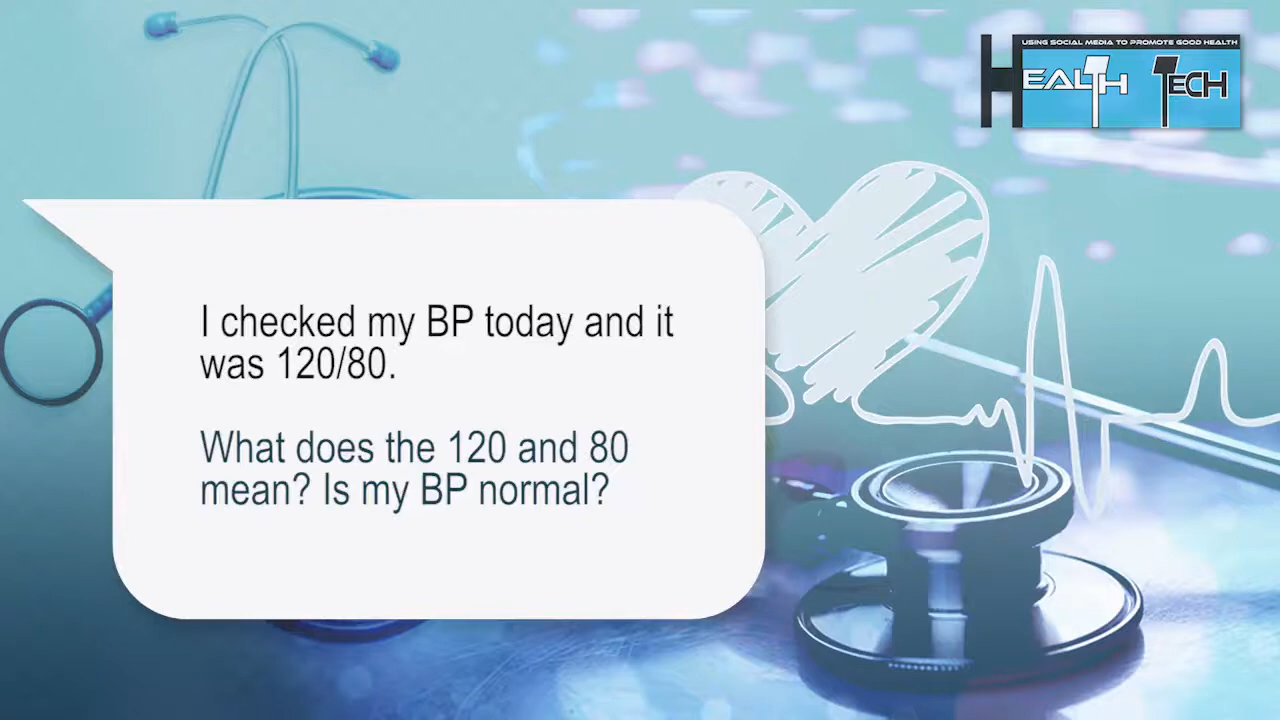 USING SOCIAL MEDIA TO PROMOTE GOOD HEALTH
HEALTH TECH
I checked my BP today and it
was 120/80.
What does the 120 and 80
mean? Is my BP normal?